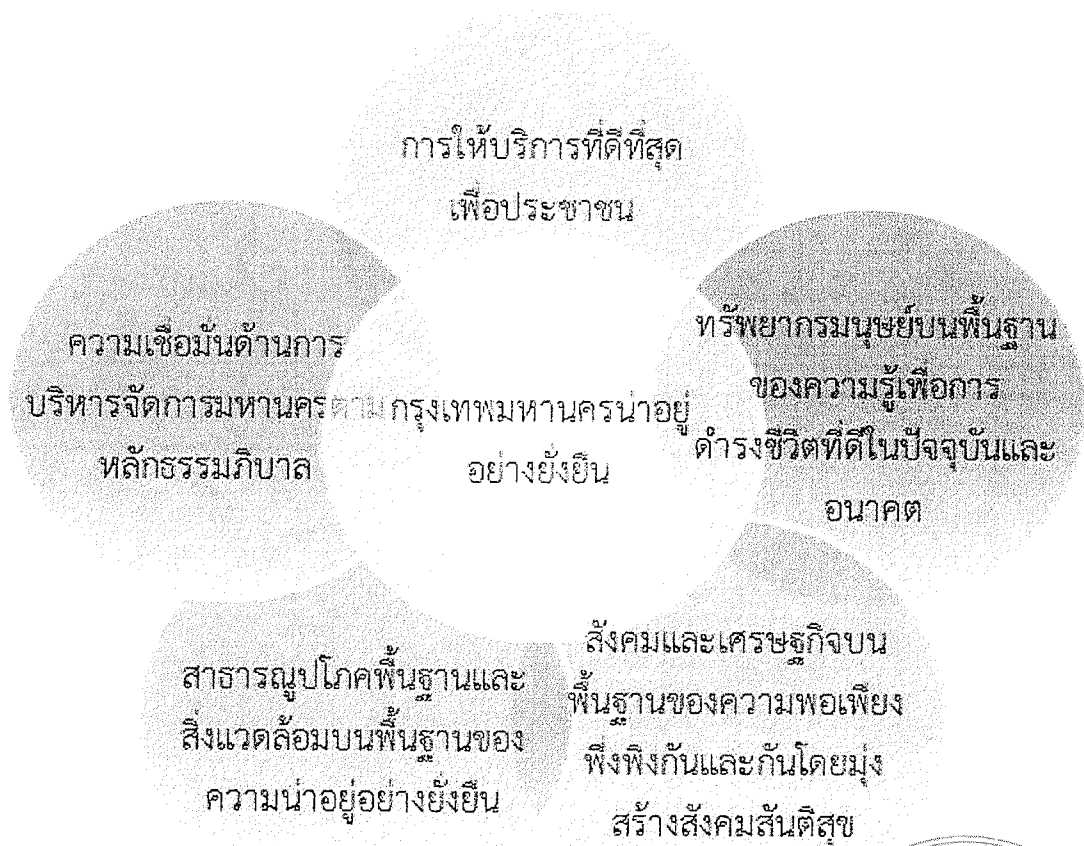 การให้บริการที่ดีที่สุด
เพื่อประชาชน
ทรัพยากรมนุษย์บนพื้นฐาน
ของความรู้เพื่อการ
ดำรงชีวิตที่ดีในปัจจุบันและ
อนาคต
สังคมและเศรษฐกิจบน
พื้นฐานของความพอเพียง
พึ่งพิงกันและกันโดยมุ่ง
สร้างสังคมสันติสุข
สาธารณูปโภคพื้นฐานและ
สิ่งแวดล้อมบนพื้นฐานของ
ความน่าอยู่อย่างยั่งยืน
ความเชื่อมั่นด้านการ
บริหารจัดการมหานครตาม
หลักธรรมภิบาล
กรุงเทพมหานครน่าอยู่
อย่างยั่งยืน